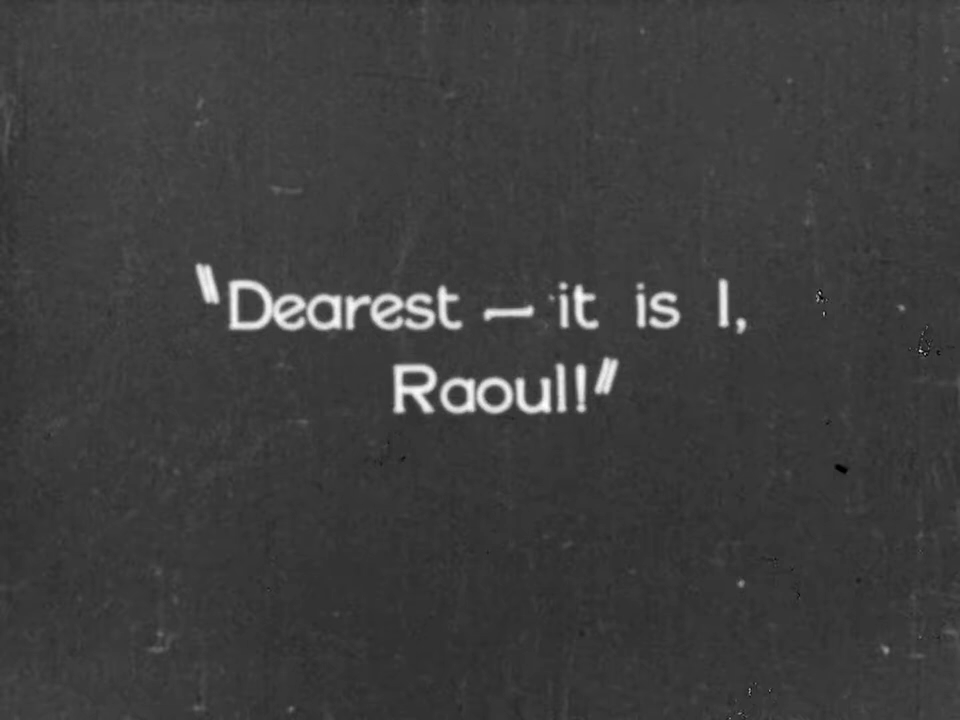 "Dearest — it is I,
Raoul!"